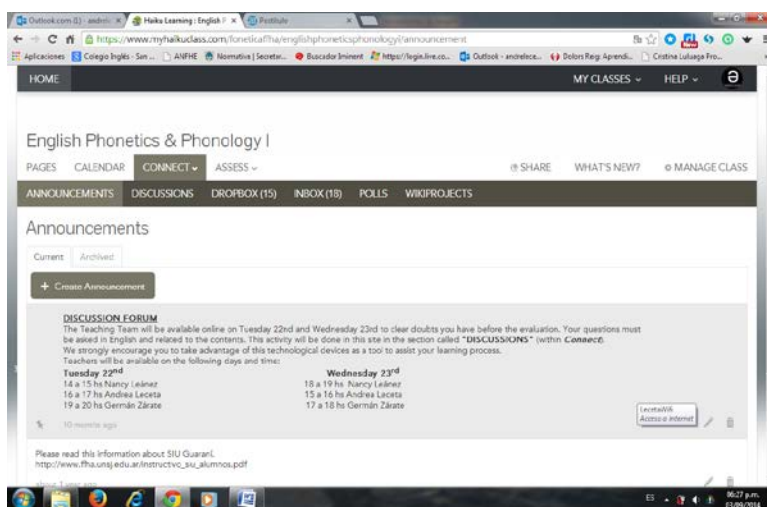 Outlook.com (1) - andrele
Haiku Learning : English P
Postítulo
https://www.myhaikuclass.com/foneticaffha/englishphoneticsphonologyi/announcement
Aplicaciones
Colegio Inglés - San ...
ANFHE
Normativa | Secretar...
Buscador Iminent
https://login.live.co...
Outlook - andrelece...
Dolors Reig: Aprendi...
Cristina Luluaga Fro...
HOME
MY CLASSES
HELP
ə
English Phonetics & Phonology I
PAGES CALENDAR CONNECT ASSESS
SHARE WHAT'S NEW? MANAGE CLASS
ANNOUNCEMENTS DISCUSSIONS DROPBOX (15) INBOX (18) POLLS WIKIPROJECTS
Announcements
Current Archived
+ Create Announcement
DISCUSSION FORUM
The Teaching Team will be available online on Tuesday 22nd and Wednesday 23rd to clear doubts you have before the evaluation. Your questions must
be asked in English and related to the contents. This activity will be done in this site in the section called "DISCUSSIONS" (within Connect).
We strongly encourage you to take advantage of this technological devices as a tool to assist your learning process.
Teachers will be available on the following days and time:
Tuesday 22nd Wednesday 23rd
14 a 15 hs Nancy Leánez 18 a 19 hs Nancy Leánez
16 a 17 hs Andrea Leceta 15 a 16 hs Andrea Leceta
19 a 20 hs Germán Zárate 17 a 18 hs Germán Zárate
LecetaWifi
Acceso a internet
10 months ago
Please read this information about SIU Guaraní.
http://www.ffha.unsj.edu.ar/instructvo_su_alumnos.pdf
about 1 year ago
ES
06:27 p.m.
03/09/2014